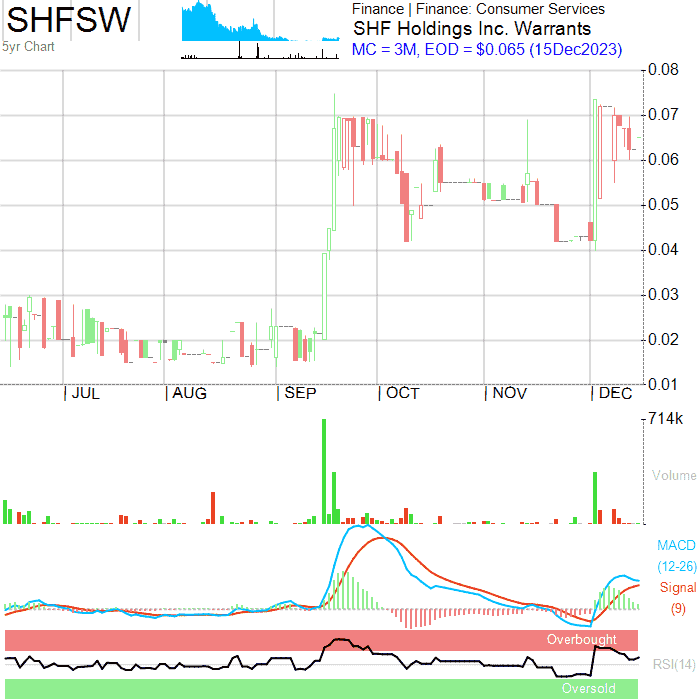 SHFSW
5yr Chart
Finance | Finance: Consumer Services
SHF Holdings Inc. Warrants
MC = 3M, EOD = $0.065 (15Dec2023)
0.08
0.07
0.06
0.05
0.04
0.03
0.02
0.01
JUL AUG SEP OCT NOV DEC
714k
Volume
MACD
(12-26)
Signal
(9)
Overbought
RSI(14)
Oversold